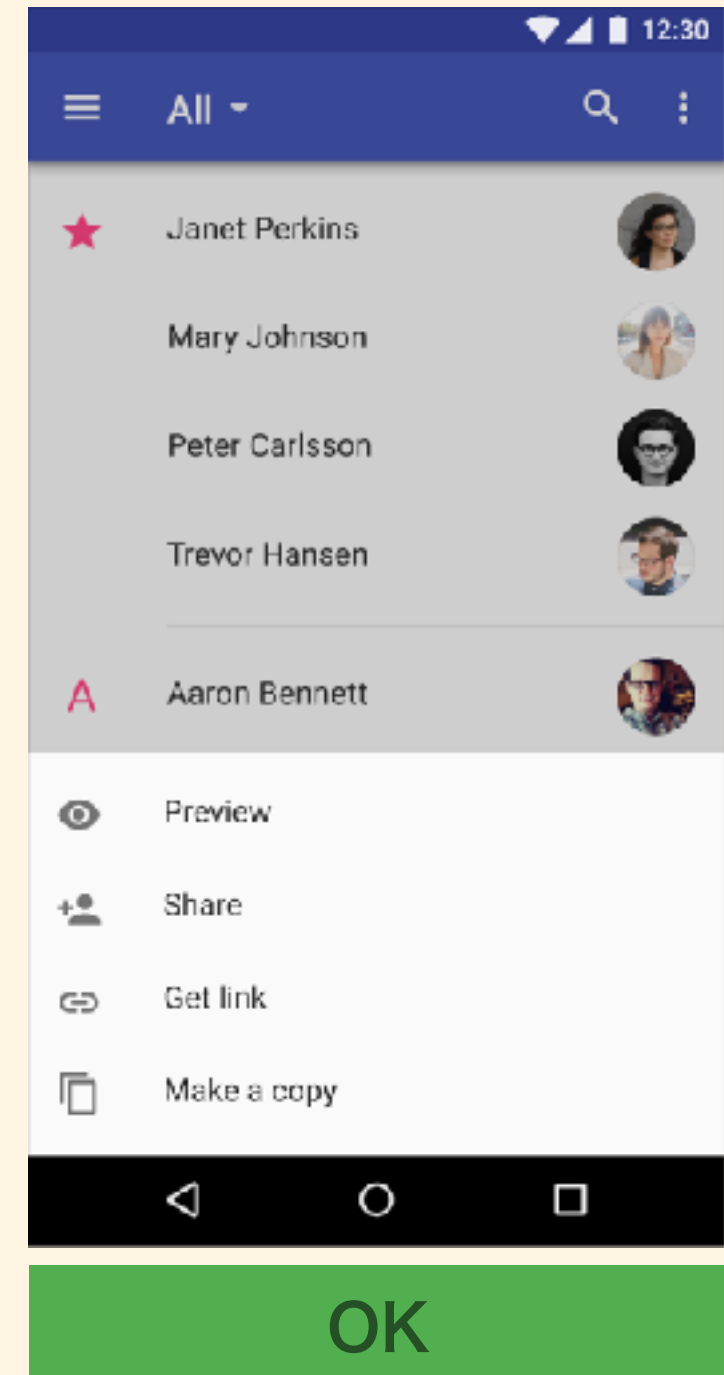 12:30
All
Janet Perkins
Mary Johnson
Peter Carlsson
Trevor Hansen
A Aaron Bennett
Preview
Share
Get link
Make a copy
OK